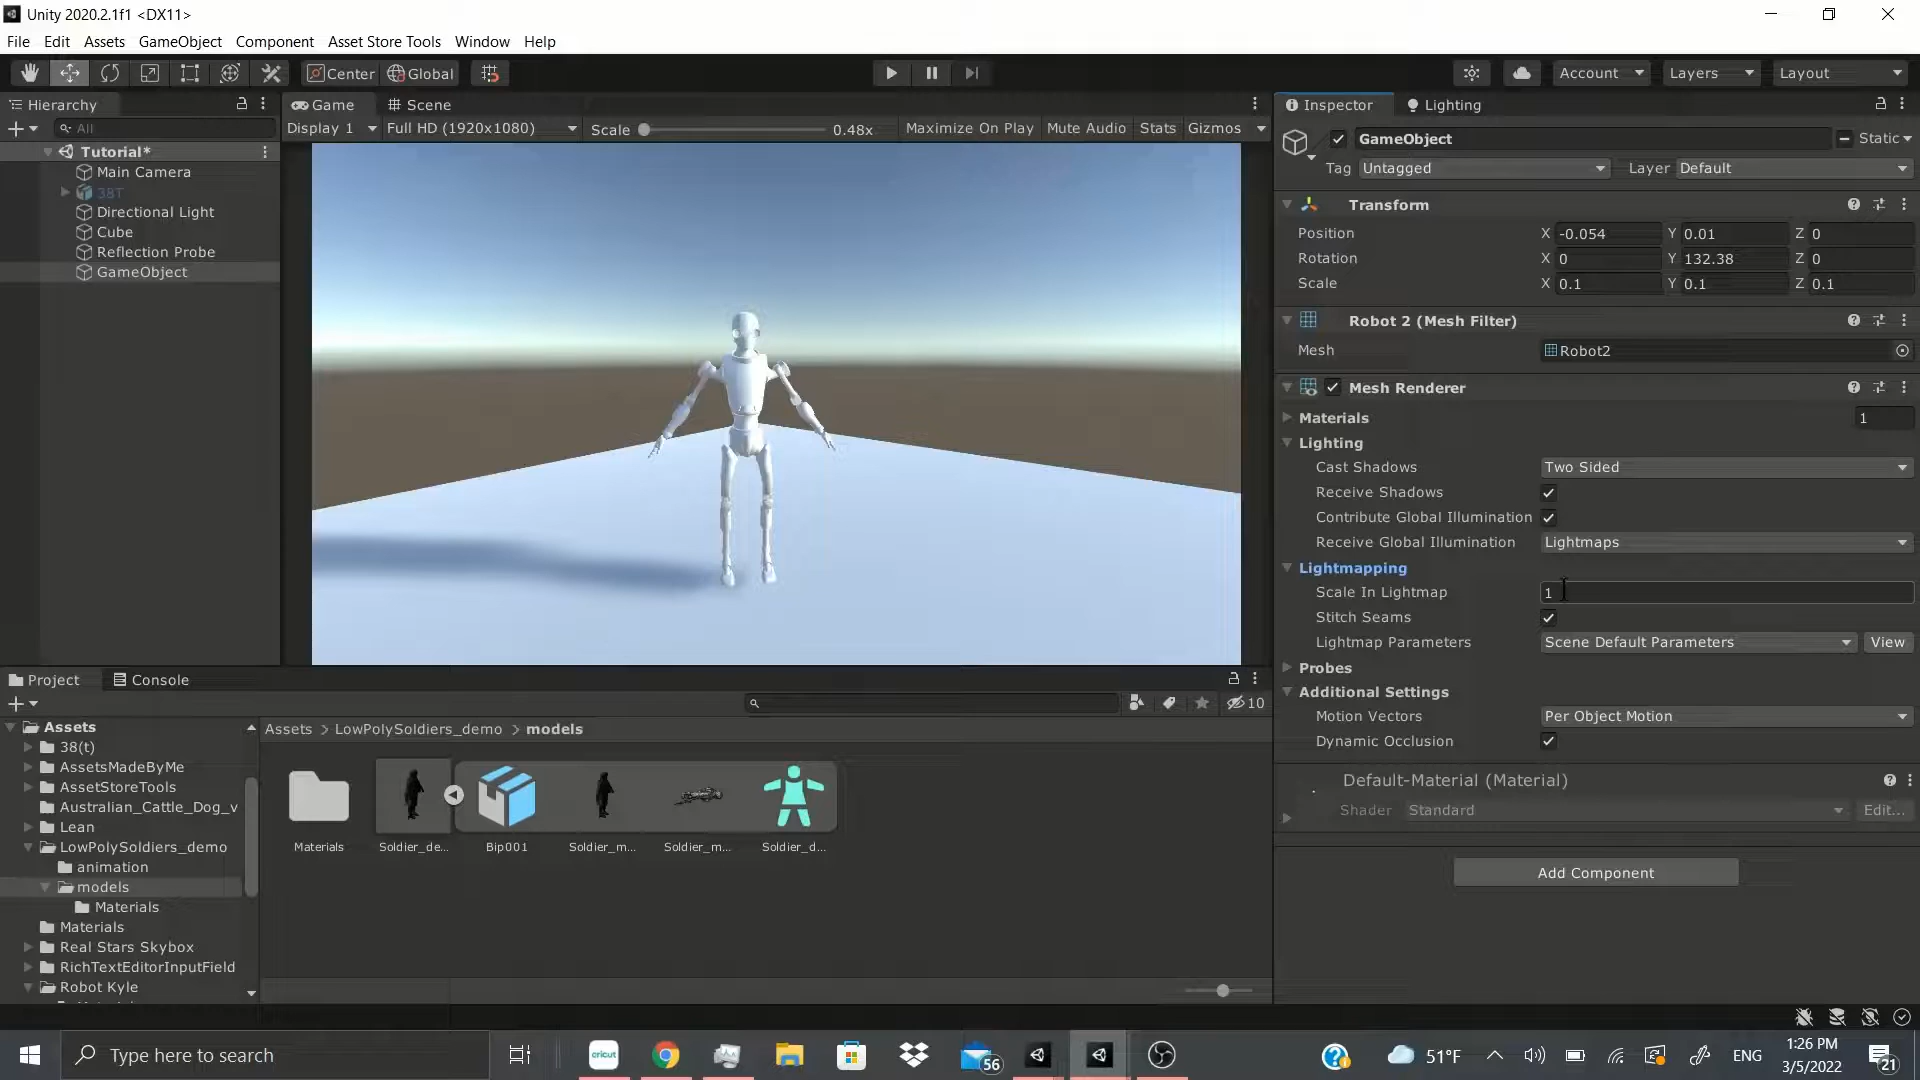 Unity 2020.2.1f1 <DX11>
File Edit Assets GameObject Component Asset Store Tools Window Help
Center Global Account Layers Layout
Hierarchy
All
Tutorial*
Main Camera
38T
Directional Light
Cube
Reflection Probe
GameObject
Game Scene
Display 1 Full HD (1920x1080) Scale 0.48x Maximize On Play Mute Audio Stats Gizmos
Inspector Lighting
GameObject Static
Tag Untagged Layer Default
Transform
Position X -0.054 Y 0.01 Z 0
Rotation X 0 Y 132.38 Z 0
Scale X 0.1 Y 0.1 Z 0.1
Robot 2 (Mesh Filter)
Mesh Robot2
Mesh Renderer
Materials 1
Lighting
Cast Shadows Two Sided
Receive Shadows
Contribute Global Illumination
Receive Global Illumination Lightmaps
Lightmapping
Scale In Lightmap 1
Stitch Seams
Lightmap Parameters Scene Default Parameters View
Probes
Additional Settings
Motion Vectors Per Object Motion
Dynamic Occlusion
Default-Material (Material)
Shader Standard Edit...
Add Component
Project Console
10
Assets
38(t)
AssetsMadeByMe
AssetStoreTools
Australian_Cattle_Dog_v
Lean
LowPolySoldiers_demo
animation
models
Materials
Materials
Real Stars Skybox
RichTextEditorInputField
Robot Kyle
Assets > LowPolySoldiers_demo > models
Materials Soldier_de... Bip001 Soldier_m... Soldier_m... Soldier_d...
Type here to search
cricut
56
51°F
ENG
1:26 PM
3/5/2022
21